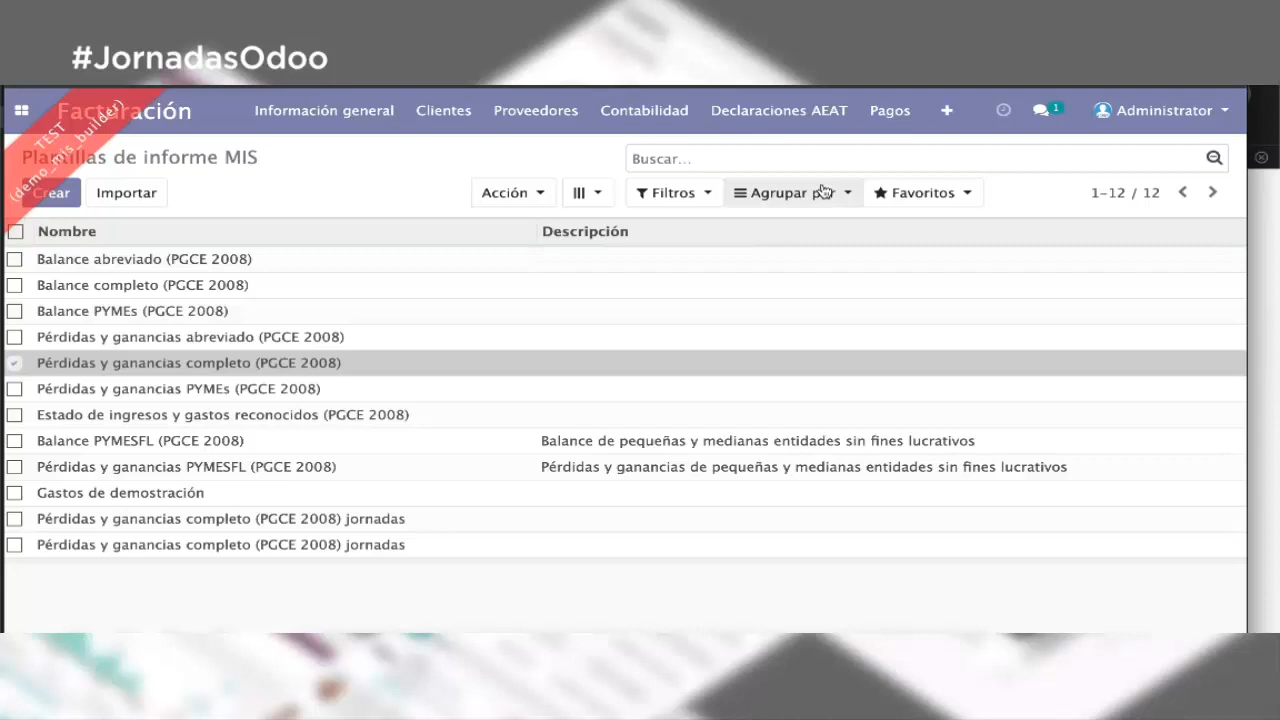 #JornadasOdoo
Facturación Información general Clientes Proveedores Contabilidad Declaraciones AEAT Pagos 1 Administrator
TEST
(demo_mis_builder)
Plantillas de informe MIS Buscar...
Crear Importar Acción Filtros Agrupar por Favoritos 1-12 / 12
Nombre Descripción
Balance abreviado (PGCE 2008)
Balance completo (PGCE 2008)
Balance PYMEs (PGCE 2008)
Pérdidas y ganancias abreviado (PGCE 2008)
Pérdidas y ganancias completo (PGCE 2008)
Pérdidas y ganancias PYMEs (PGCE 2008)
Estado de ingresos y gastos reconocidos (PGCE 2008)
Balance PYMESFL (PGCE 2008) Balance de pequeñas y medianas entidades sin fines lucrativos
Pérdidas y ganancias PYMESFL (PGCE 2008) Pérdidas y ganancias de pequeñas y medianas entidades sin fines lucrativos
Gastos de demostración
Pérdidas y ganancias completo (PGCE 2008) jornadas
Pérdidas y ganancias completo (PGCE 2008) jornadas